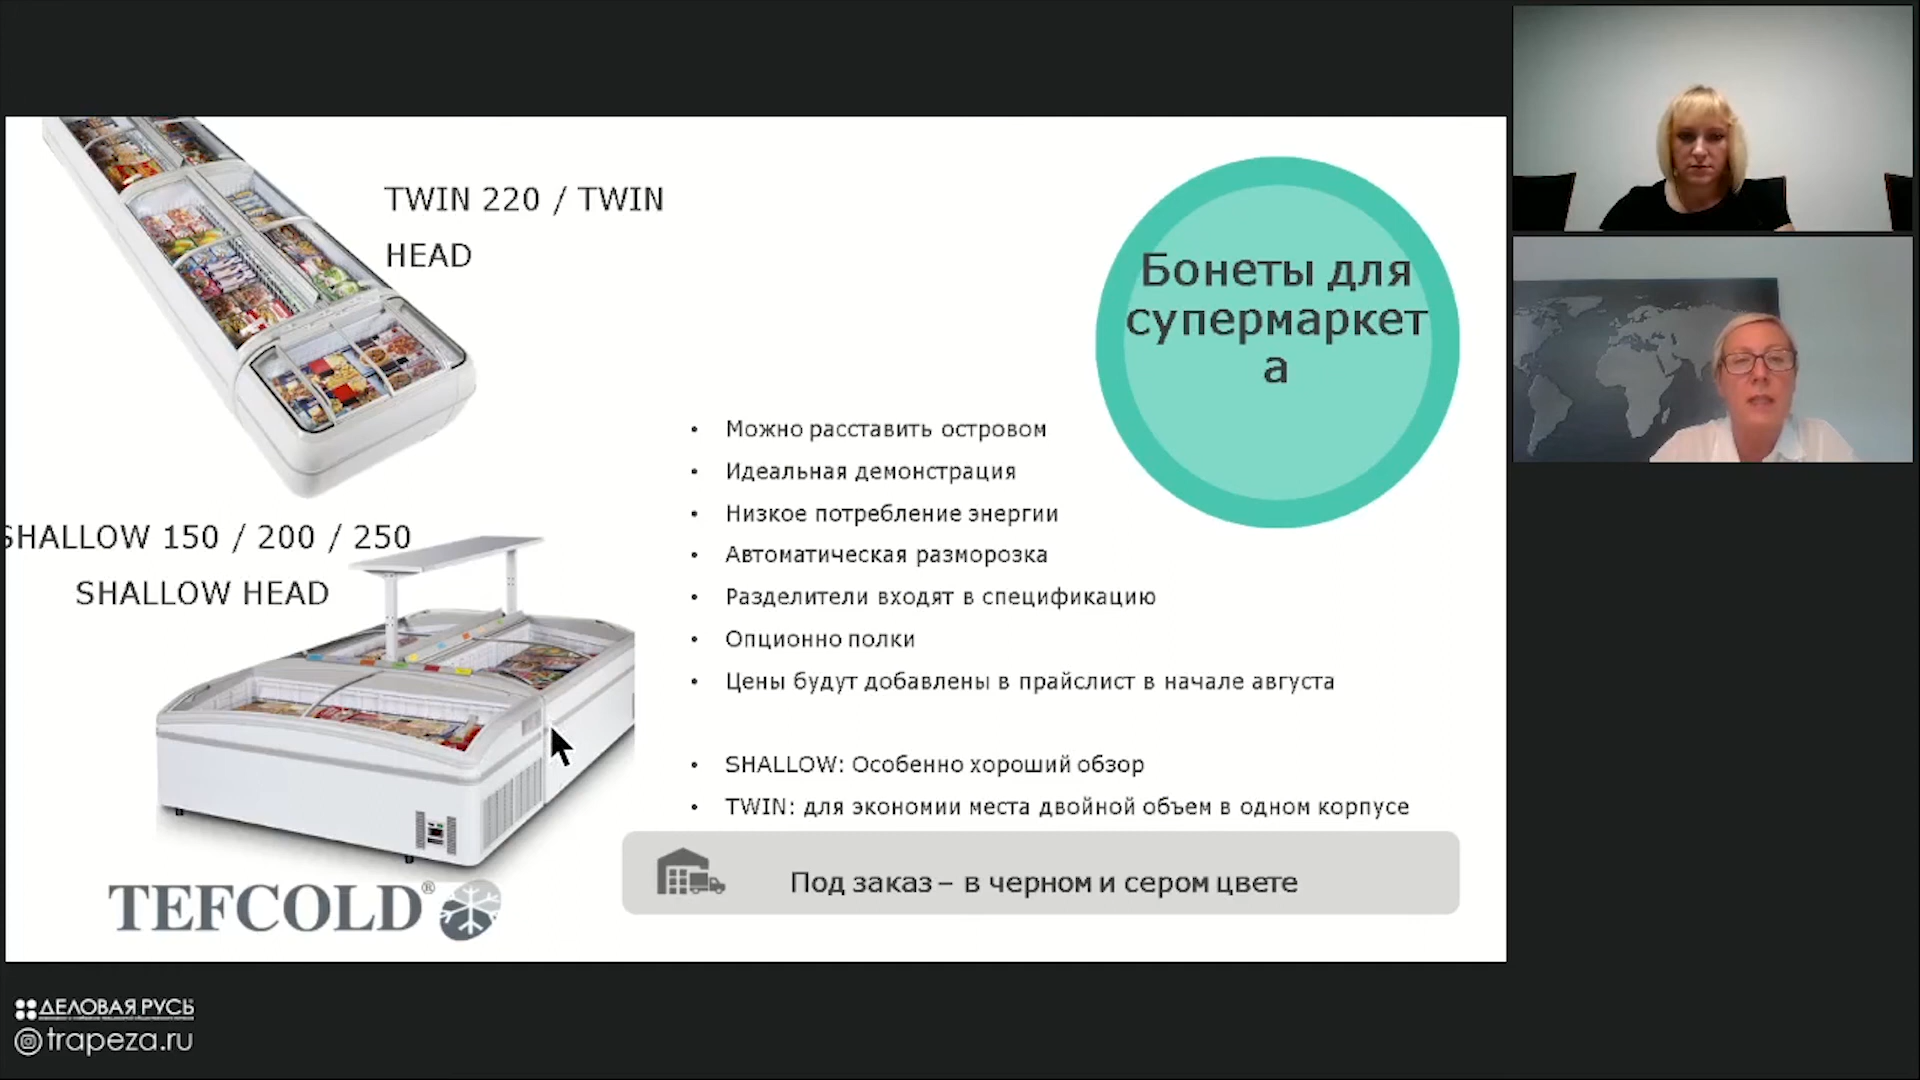 TWIN 220 / TWIN
HEAD
Бонеты для
супермаркет
а
• Можно расставить островом
• Идеальная демонстрация
• Низкое потребление энергии
• Автоматическая разморозка
• Разделители входят в спецификацию
• Опционно полки
• Цены будут добавлены в прайслист в начале августа
SHALLOW 150 / 200 / 250
SHALLOW HEAD
• SHALLOW: Особенно хороший обзор
• TWIN: для экономии места двойной объем в одном корпусе
Под заказ – в черном и сером цвете
TEFCOLD®
ДЕЛОВАЯ РУСЬ
trapeza.ru